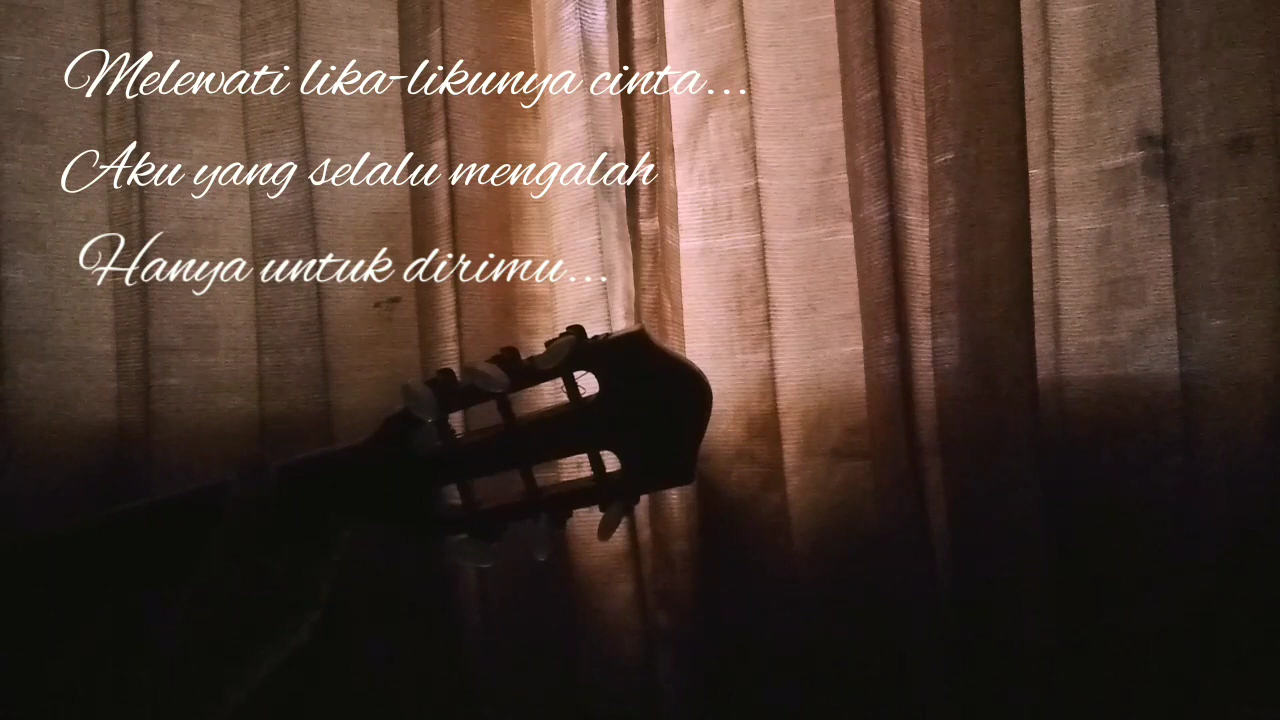 Melewati lika-likunya cinta...
Aku yang selalu mengalah
Hanya untuk dirimu...